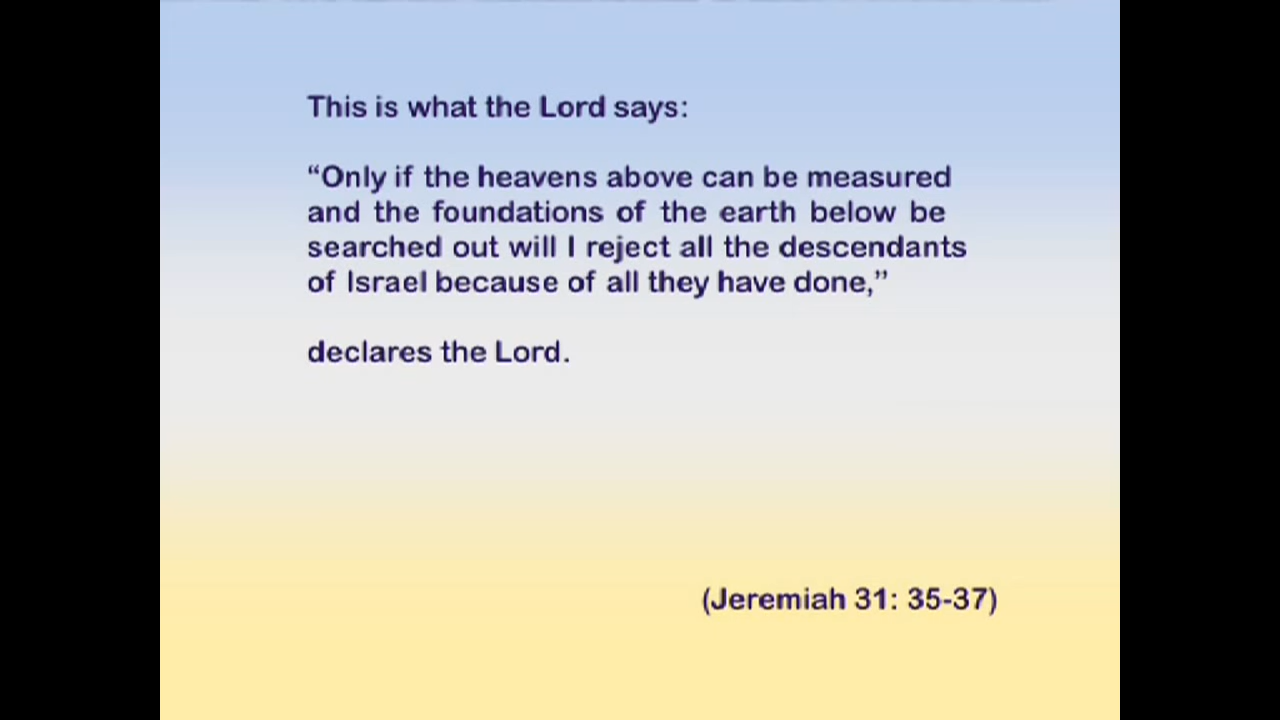 This is what the Lord says:
“Only if the heavens above can be measured
and the foundations of the earth below be
searched out will I reject all the descendants
of Israel because of all they have done,”
declares the Lord.
(Jeremiah 31: 35-37)